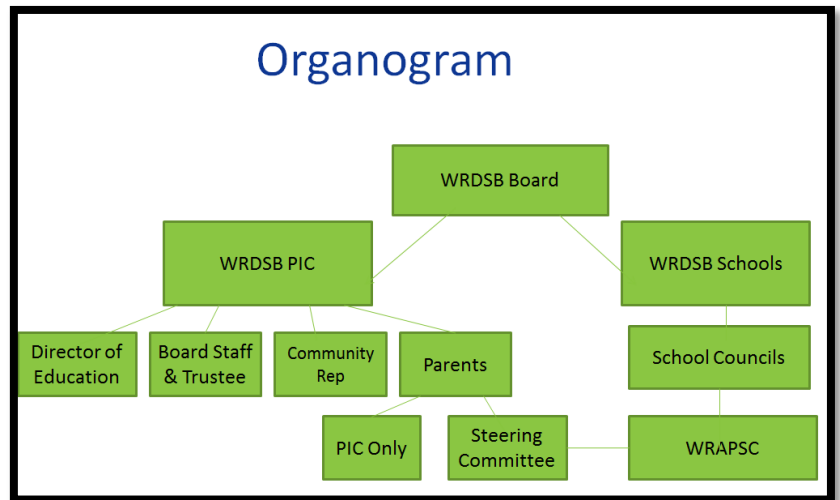 Organogram
WRDSB Board
WRDSB PIC
WRDSB Schools
Director of
Education
Board Staff
& Trustee
Community
Rep
Parents
School Councils
PIC Only
Steering
Committee
WRAPSC